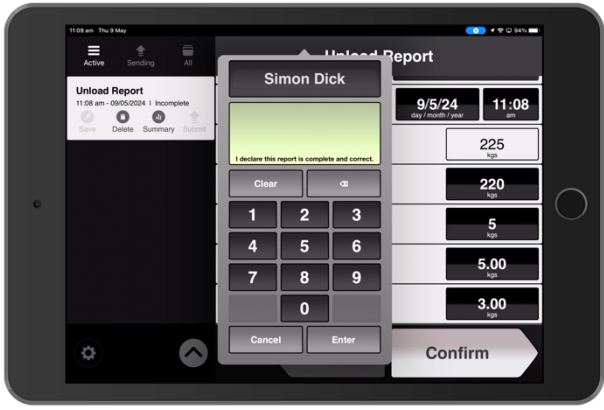 11:09 am Thu 9 May
94%
Active
Sending
All
Unload Report
11:08 am - 09/05/2024 | Incomplete
Save
Delete
Summary
Submit
Unload Report
9/5/24
day / month / year
11:08
am
225
kgs
220
kgs
5
kgs
5.00
kgs
3.00
kgs
Confirm
Simon Dick
I declare this report is complete and correct.
Clear
1 2 3
4 5 6
7 8 9
0
Cancel
Enter